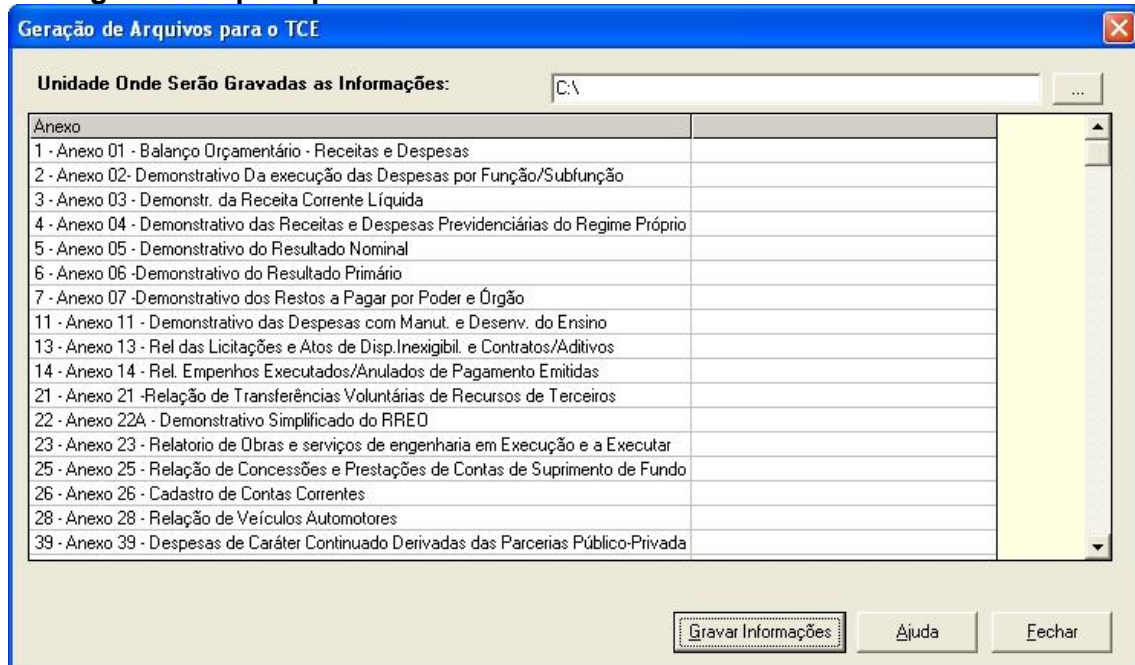 Geração de Arquivos para o TCE
Unidade Onde Serão Gravadas as Informações:
C:\
...
Anexo
1 - Anexo 01 - Balanço Orçamentário - Receitas e Despesas
2 - Anexo 02- Demonstrativo Da execução das Despesas por Função/Subfunção
3 - Anexo 03 - Demonstr. da Receita Corrente Líquida
4 - Anexo 04 - Demonstrativo das Receitas e Despesas Previdenciárias do Regime Próprio
5 - Anexo 05 - Demonstrativo do Resultado Nominal
6 - Anexo 06 -Demonstrativo do Resultado Primário
7 - Anexo 07 -Demonstrativo dos Restos a Pagar por Poder e Órgão
11 - Anexo 11 - Demonstrativo das Despesas com Manut. e Desenv. do Ensino
13 - Anexo 13 - Rel das Licitações e Atos de Disp.Inexigibil. e Contratos/Aditivos
14 - Anexo 14 - Rel. Empenhos Executados/Anulados de Pagamento Emitidas
21 - Anexo 21 -Relação de Transferências Voluntárias de Recursos de Terceiros
22 - Anexo 22A - Demonstrativo Simplificado do RREO
23 - Anexo 23 - Relatorio de Obras e serviços de engenharia em Execução e a Executar
25 - Anexo 25 - Relação de Concessões e Prestações de Contas de Suprimento de Fundo
26 - Anexo 26 - Cadastro de Contas Correntes
28 - Anexo 28 - Relação de Veículos Automotores
39 - Anexo 39 - Despesas de Caráter Continuado Derivadas das Parcerias Público-Privada
Gravar Informações
Ajuda
Fechar